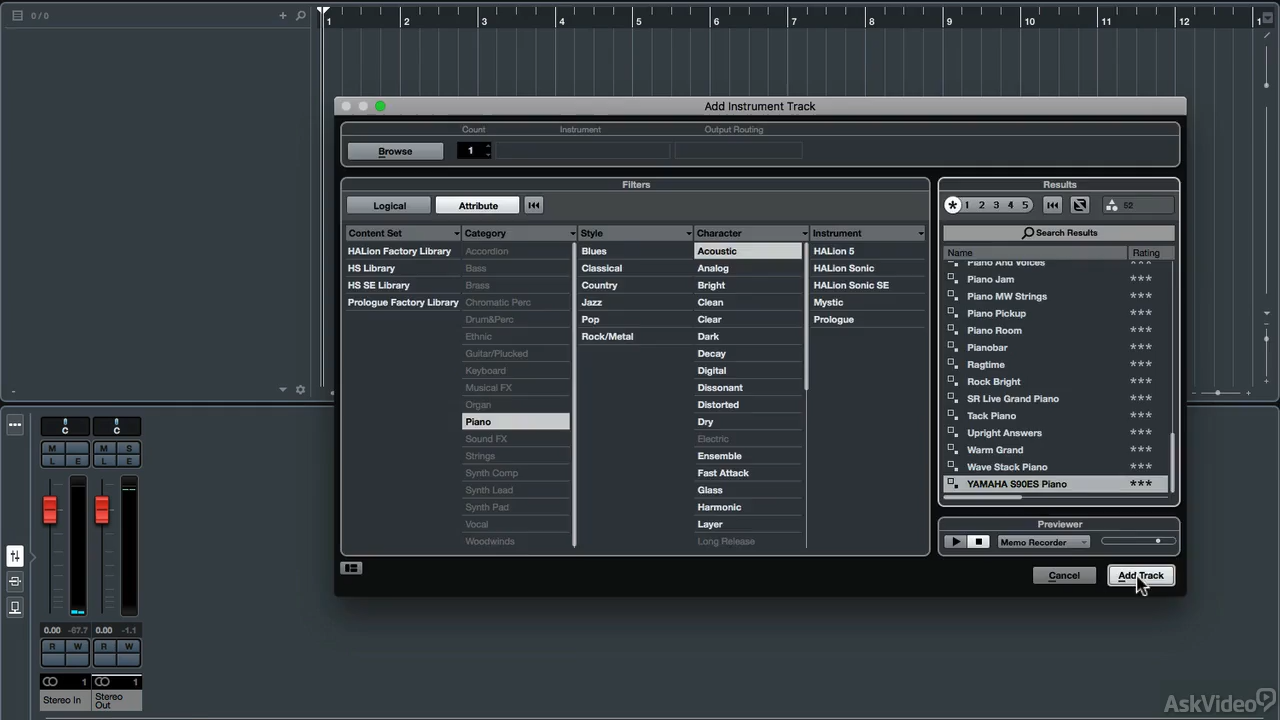 0 / 0
1 2 3 4 5 6 7 8 9 10 11 12
Add Instrument Track
Count Instrument Output Routing
Browse 1
Filters
Logical Attribute
Content Set Category Style Character Instrument
HALion Factory Library Accordion Blues Acoustic HALion 5
HS Library Bass Classical Analog HALion Sonic
HS SE Library Brass Country Bright HALion Sonic SE
Prologue Factory Library Chromatic Perc Jazz Clean Mystic
Drum&Perc Pop Clear Prologue
Ethnic Rock/Metal Dark
Guitar/Plucked Decay
Keyboard Digital
Musical FX Dissonant
Organ Distorted
Piano Dry
Sound FX Electric
Strings Ensemble
Synth Comp Fast Attack
Synth Lead Glass
Synth Pad Harmonic
Vocal Layer
Woodwinds Long Release
Results
* 1 2 3 4 5 52
Search Results
Name Rating
Piano And Voices ***
Piano Jam ***
Piano MW Strings ***
Piano Pickup ***
Piano Room ***
Pianobar ***
Ragtime ***
Rock Bright ***
SR Live Grand Piano ***
Tack Piano ***
Upright Answers ***
Warm Grand ***
Wave Stack Piano ***
YAMAHA S90ES Piano ***
Previewer
Memo Recorder
Cancel Add Track
C C
M M S
L E L E
0.00 -67.7 0.00 -1.1
R W R W
1 1
Stereo In Stereo Out
AskVideo